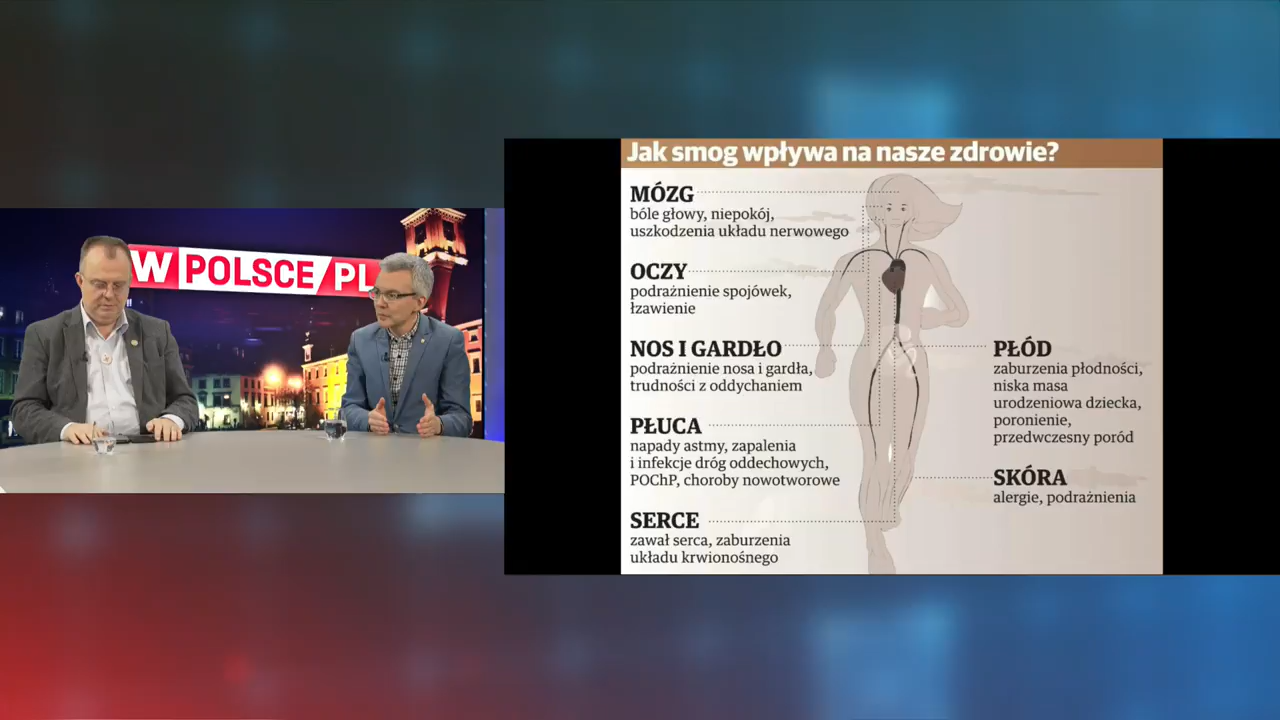 W POLSCE/PL
Jak smog wpływa na nasze zdrowie?
MÓZG
bóle głowy, niepokój,
uszkodzenia układu nerwowego
OCZY
podrażnienie spojówek,
łzawienie
NOS I GARDŁO
podrażnienie nosa i gardła,
trudności z oddychaniem
PŁUCA
napady astmy, zapalenia
i infekcje dróg oddechowych,
POChP, choroby nowotworowe
SERCE
zawał serca, zaburzenia
układu krwionośnego
PŁÓD
zaburzenia płodności,
niska masa
urodzeniowa dziecka,
poronienie,
przedwczesny poród
SKÓRA
alergie, podrażnienia